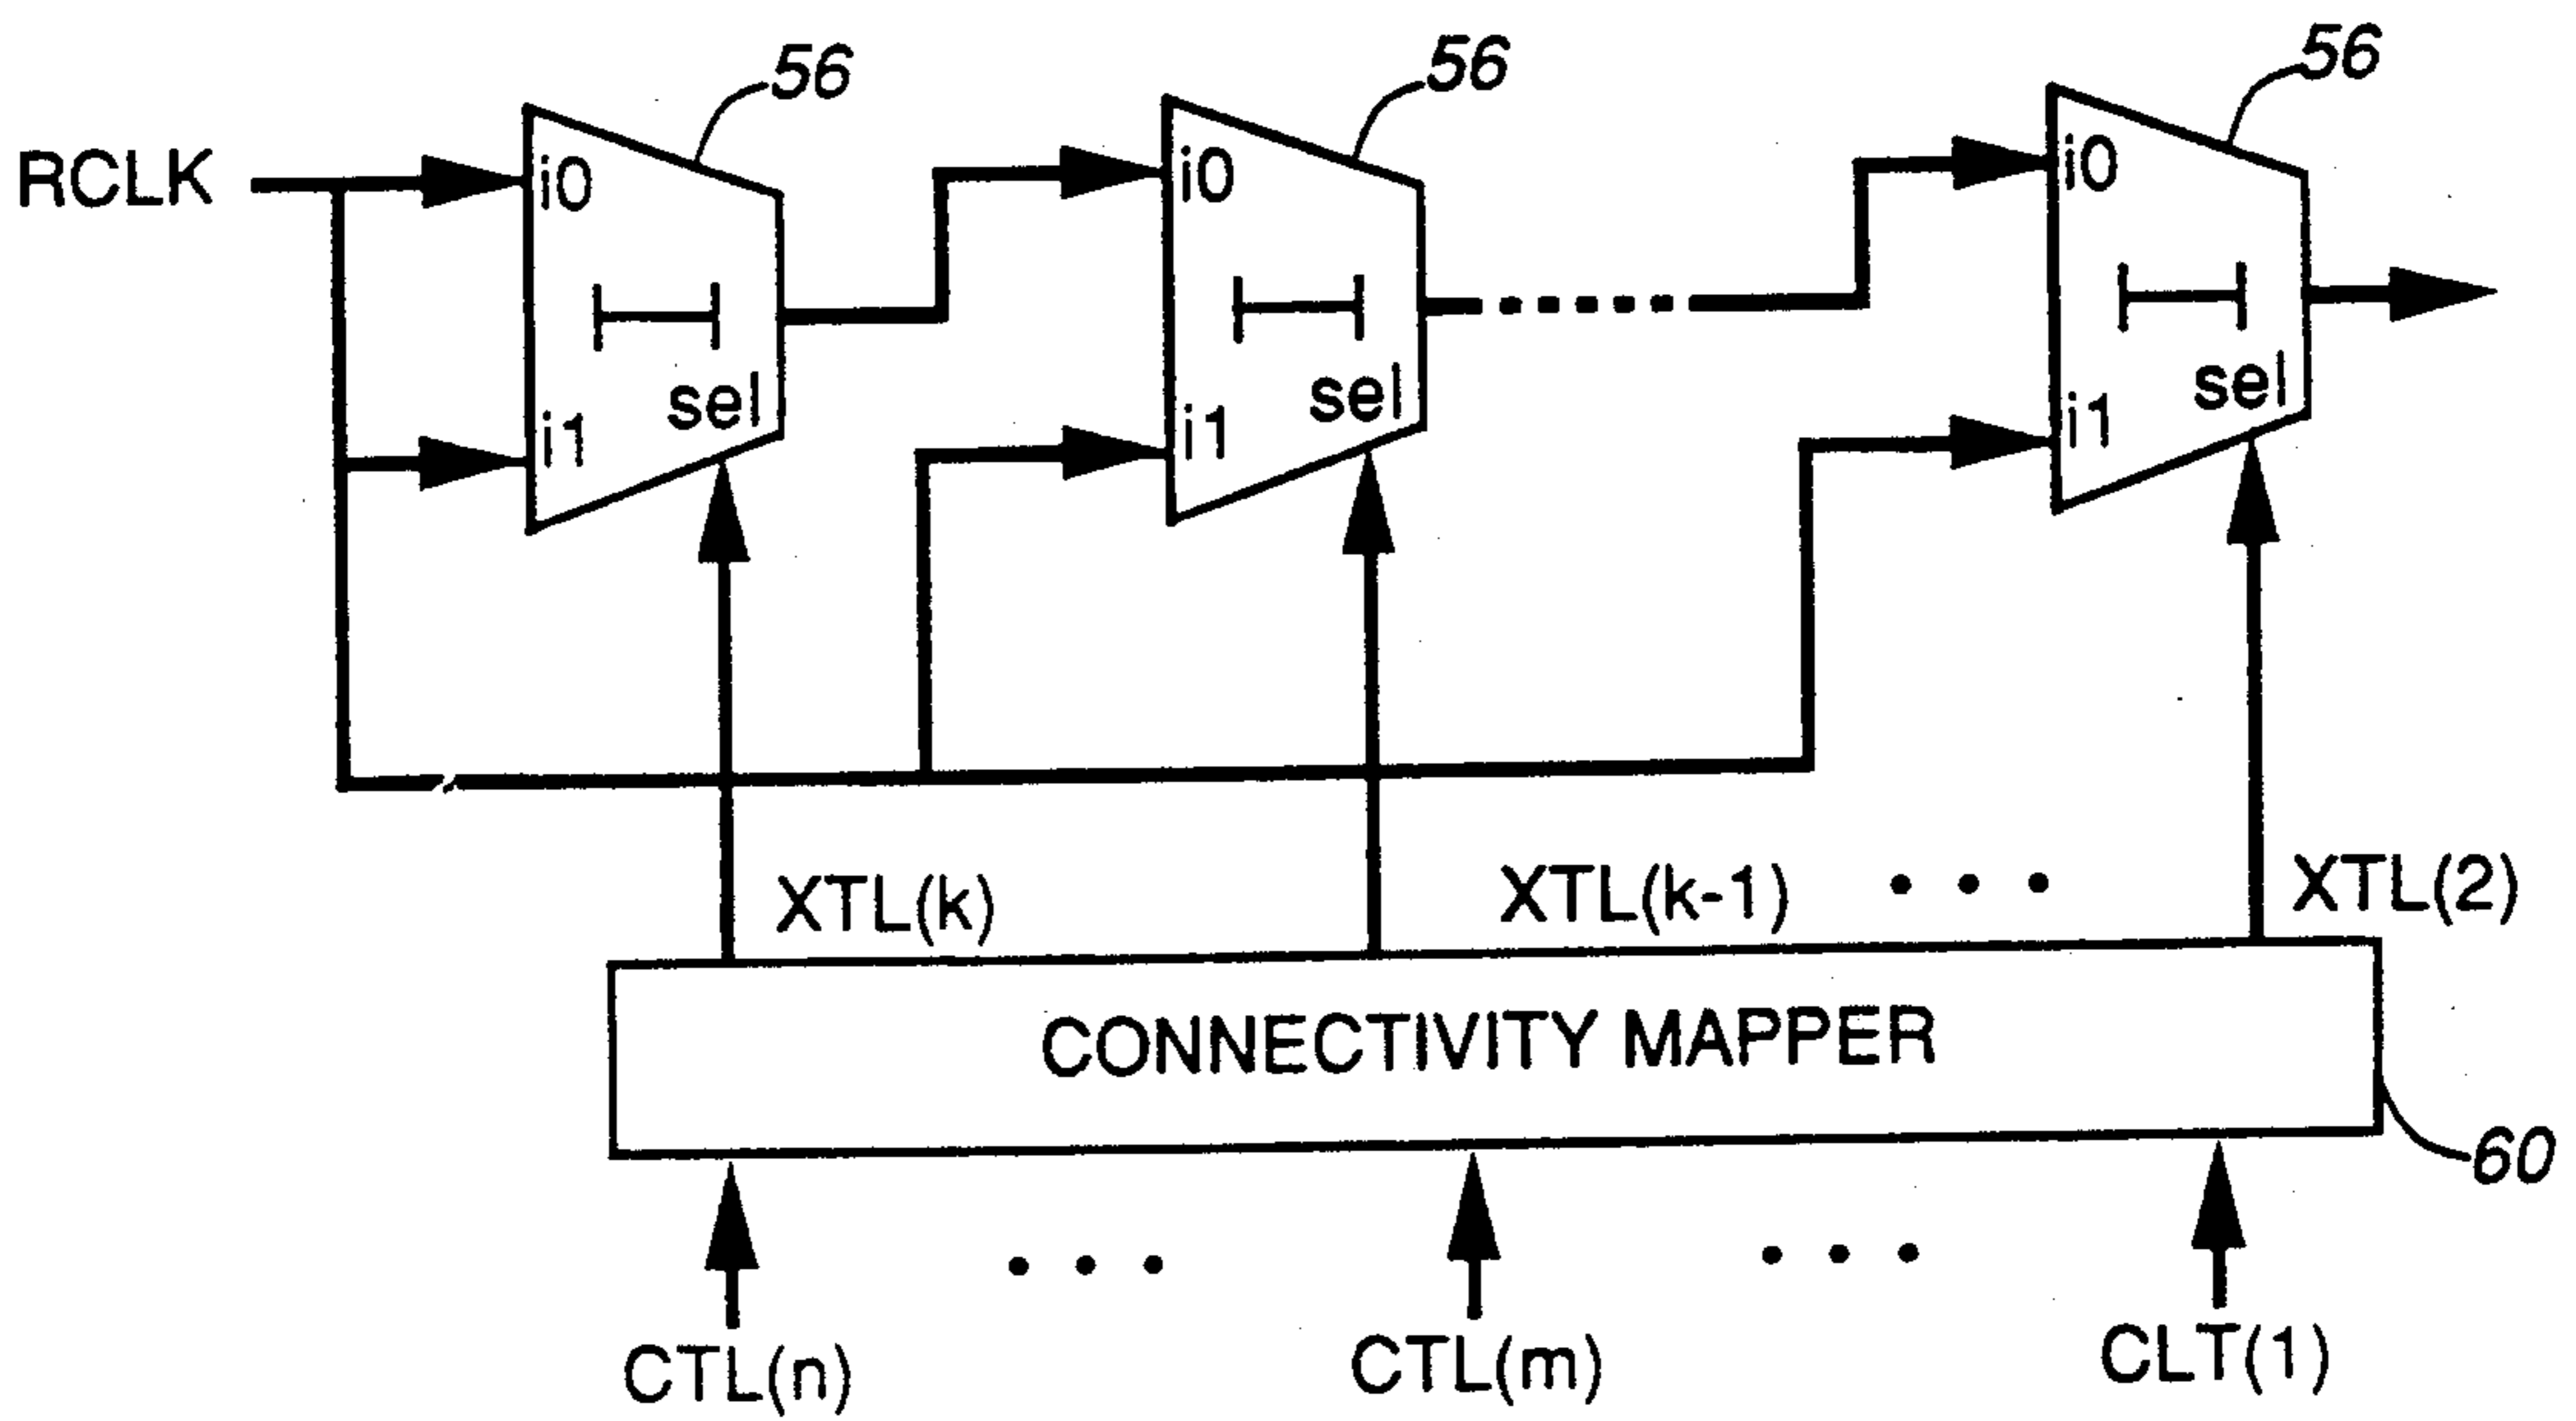 56
56
56
RCLK
i0
i0
i0
sel
sel
sel
i1
i1
i1
XTL(k)
XTL(k-1)
• • •
XTL(2)
CONNECTIVITY MAPPER
60
• • •
• • •
CTL(n)
CTL(m)
CLT(1)